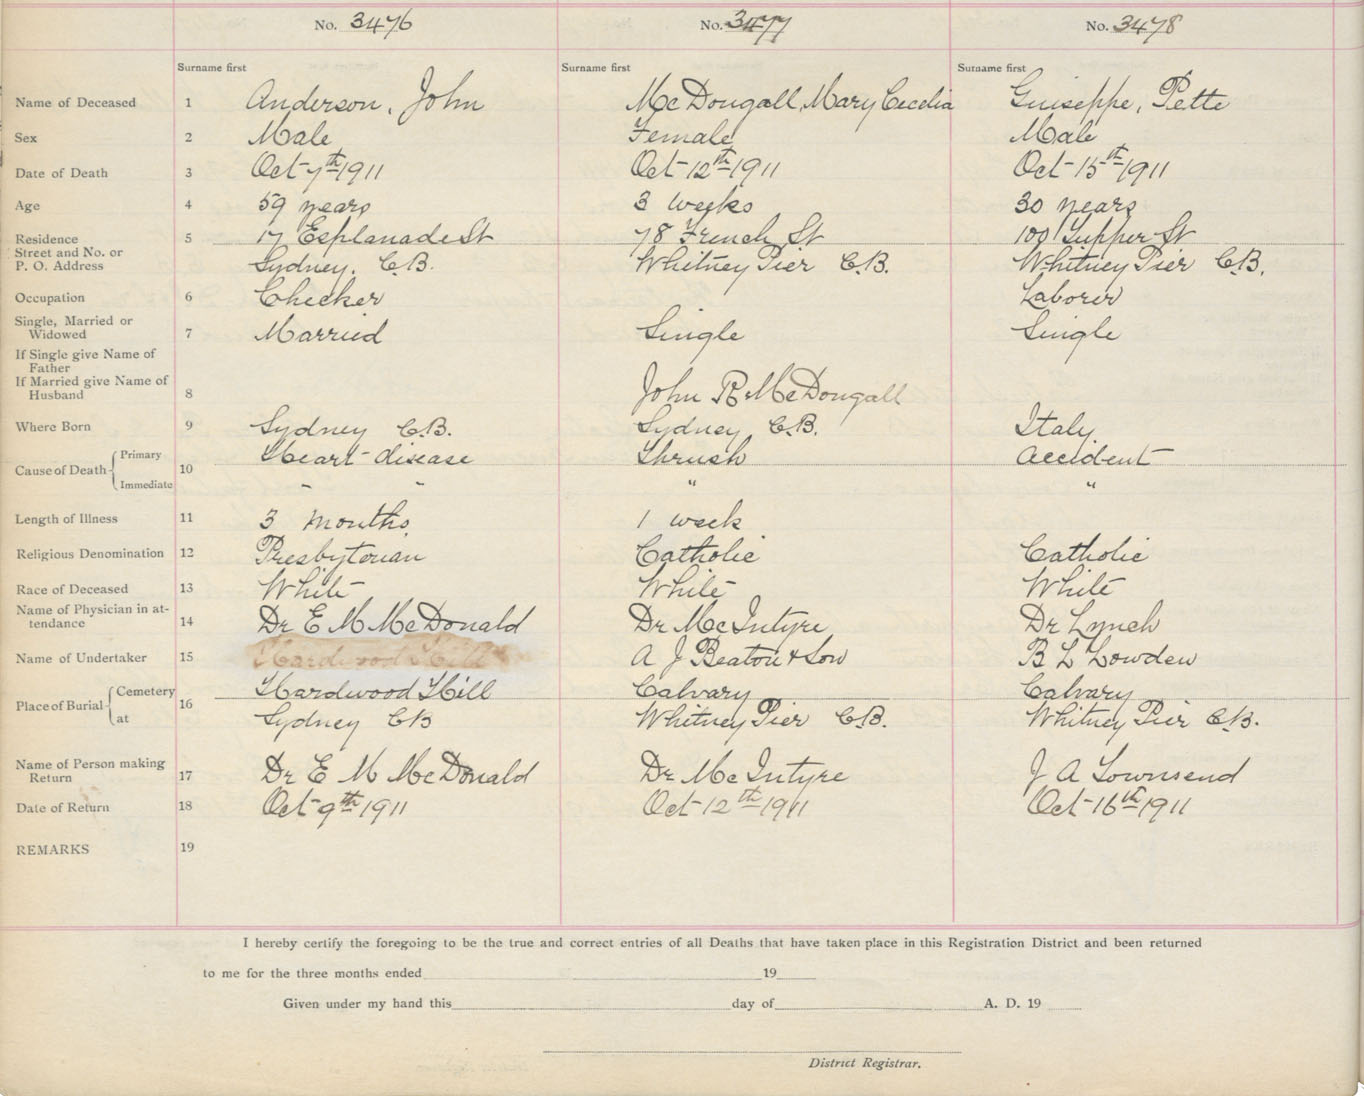 No. 3476 No. 3477 No. 3478
Surname first Surname first Surname first
Name of Deceased 1 Anderson, John McDougall, Mary Cecelia Guiseppe, Pette
Sex 2 Male Female Male
Date of Death 3 Oct 7th 1911 Oct 12th 1911 Oct 15th 1911
Age 4 59 years 3 weeks 30 years
Residence 5 17 Esplanade St 78 French St 100 Tupper St
Street and No. or
P. O. Address Sydney. C.B. Whitney Pier C.B. Whitney Pier C.B.
Occupation 6 Checker Laborer
Single, Married or
Widowed 7 Married Single Single
If Single give Name of
Father
If Married give Name of
Husband 8 John R McDougall
Where Born 9 Sydney C.B. Sydney C.B. Italy
Cause of Death Primary 10 Heart disease Thrush Accident
Immediate " " " "
Length of Illness 11 3 months 1 week
Religious Denomination 12 Presbyterian Catholic Catholic
Race of Deceased 13 White White White
Name of Physician in at-
tendance 14 Dr E M McDonald Dr McIntyre Dr Lynch
Name of Undertaker 15 Hardwood Hill A J Beaton & Son B L Lowden
Place of Burial Cemetery 16 Hardwood Hill Calvary Calvary
at Sydney CB Whitney Pier C.B. Whitney Pier C.B.
Name of Person making
Return 17 Dr E M McDonald Dr McIntyre J A Townsend
Date of Return 18 Oct 9th 1911 Oct 12th 1911 Oct 16th 1911
REMARKS 19
I hereby certify the foregoing to be the true and correct entries of all Deaths that have taken place in this Registration District and been returned
to me for the three months ended 19
Given under my hand this day of A. D. 19
District Registrar.